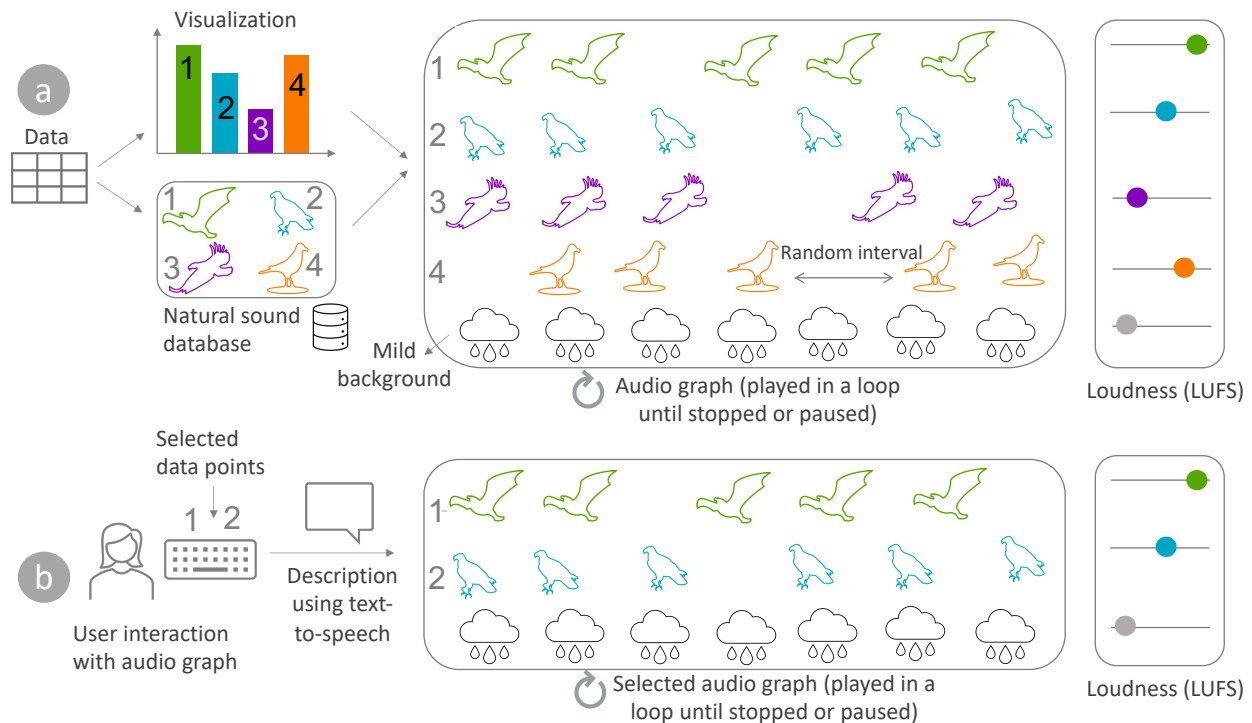 a
Data
Visualization
1
2
3
4
1
2
3
4
Natural sound
database
1
2
3
4
Random interval
Mild
background
Audio graph (played in a loop
until stopped or paused)
Loudness (LUFS)
b
Selected
data points
1 2
User interaction
with audio graph
Description
using text-
to-speech
1
2
Selected audio graph (played in a
loop until stopped or paused)
Loudness (LUFS)